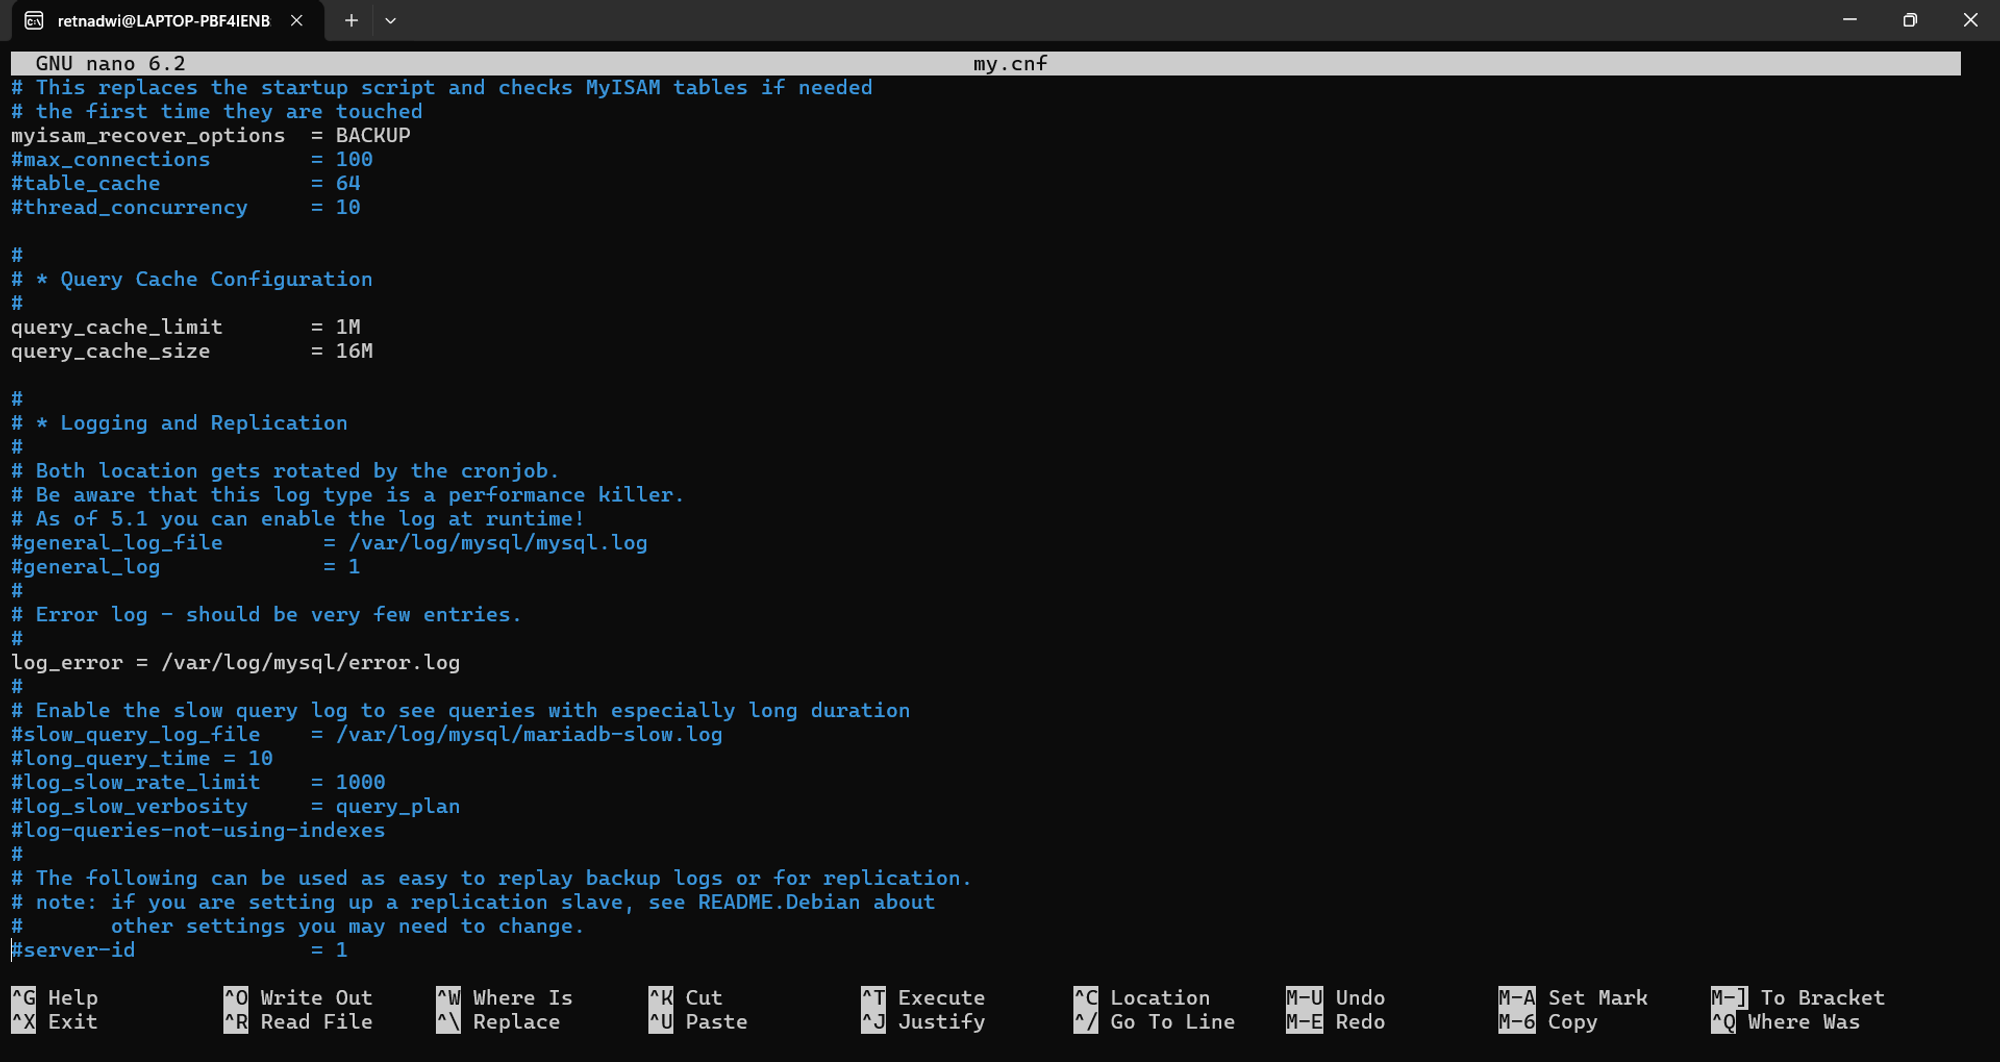 retnadwi@LAPTOP-PBF4IENB
GNU nano 6.2 my.cnf
# This replaces the startup script and checks MyISAM tables if needed
# the first time they are touched
myisam_recover_options  = BACKUP
#max_connections        = 100
#table_cache            = 64
#thread_concurrency     = 10
#
# * Query Cache Configuration
#
query_cache_limit       = 1M
query_cache_size        = 16M
#
# * Logging and Replication
#
# Both location gets rotated by the cronjob.
# Be aware that this log type is a performance killer.
# As of 5.1 you can enable the log at runtime!
#general_log_file        = /var/log/mysql/mysql.log
#general_log             = 1
#
# Error log - should be very few entries.
#
log_error = /var/log/mysql/error.log
#
# Enable the slow query log to see queries with especially long duration
#slow_query_log_file    = /var/log/mysql/mariadb-slow.log
#long_query_time = 10
#log_slow_rate_limit    = 1000
#log_slow_verbosity     = query_plan
#log-queries-not-using-indexes
#
# The following can be used as easy to replay backup logs or for replication.
# note: if you are setting up a replication slave, see README.Debian about
#       other settings you may need to change.
#server-id              = 1
^G Help ^O Write Out ^W Where Is ^K Cut ^T Execute ^C Location M-U Undo M-A Set Mark M-] To Bracket
^X Exit ^R Read File ^\ Replace ^U Paste ^J Justify ^/ Go To Line M-E Redo M-6 Copy ^Q Where Was